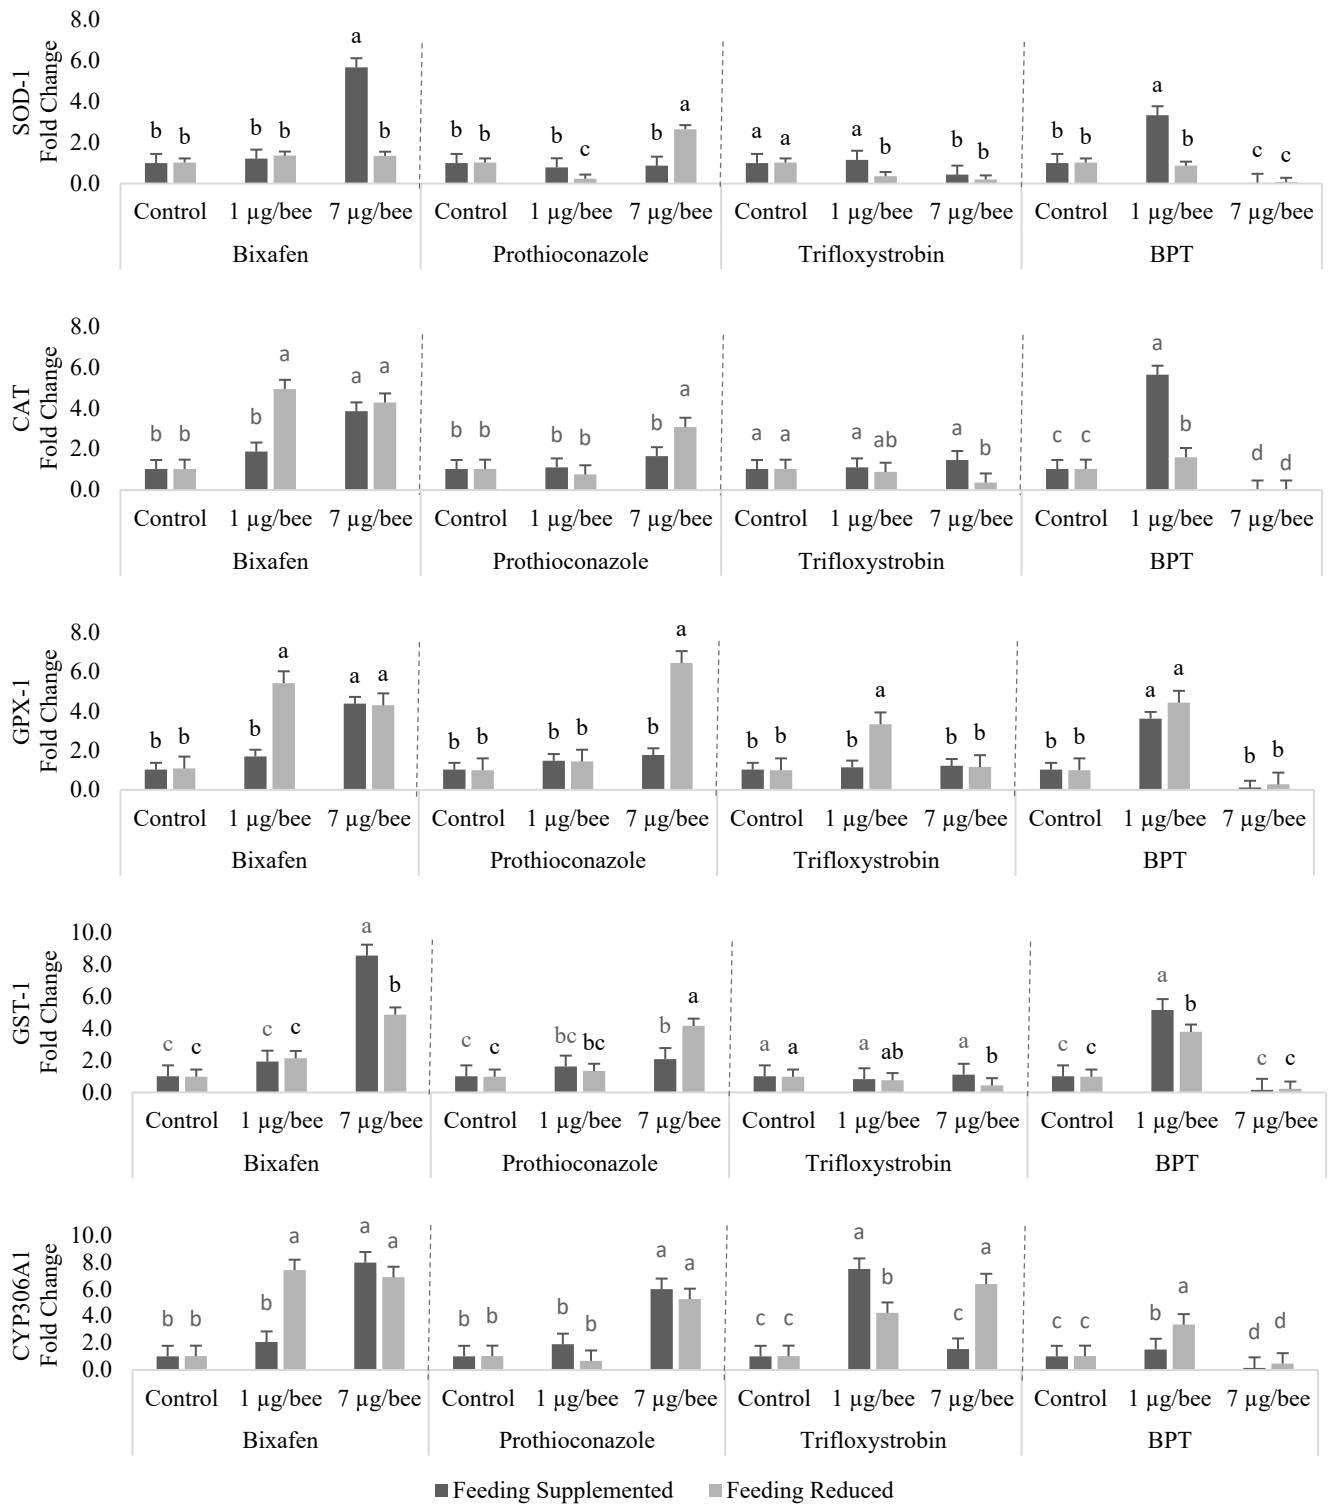 SOD-1
Fold Change
8.0
6.0
4.0
2.0
0.0
b b b b a b b b b c b a a a a b b b b b a b c c
Control 1 µg/bee 7 µg/bee Control 1 µg/bee 7 µg/bee Control 1 µg/bee 7 µg/bee Control 1 µg/bee 7 µg/bee
Bixafen Prothioconazole Trifloxystrobin BPT
CAT
Fold Change
8.0
6.0
4.0
2.0
0.0
b b b a a a b b b b b a a a a ab a b c c a b d d
Control 1 µg/bee 7 µg/bee Control 1 µg/bee 7 µg/bee Control 1 µg/bee 7 µg/bee Control 1 µg/bee 7 µg/bee
Bixafen Prothioconazole Trifloxystrobin BPT
GPX-1
Fold Change
8.0
6.0
4.0
2.0
0.0
b b b a a a b b b b b a b b b a b b b b a a b b
Control 1 µg/bee 7 µg/bee Control 1 µg/bee 7 µg/bee Control 1 µg/bee 7 µg/bee Control 1 µg/bee 7 µg/bee
Bixafen Prothioconazole Trifloxystrobin BPT
GST-1
Fold Change
10.0
8.0
6.0
4.0
2.0
0.0
c c c c a b c c bc bc b a a a a ab a b c c a b c c
Control 1 µg/bee 7 µg/bee Control 1 µg/bee 7 µg/bee Control 1 µg/bee 7 µg/bee Control 1 µg/bee 7 µg/bee
Bixafen Prothioconazole Trifloxystrobin BPT
CYP306A1
Fold Change
10.0
8.0
6.0
4.0
2.0
0.0
b b b a a a b b b b a a c c a b c a c c b a d d
Control 1 µg/bee 7 µg/bee Control 1 µg/bee 7 µg/bee Control 1 µg/bee 7 µg/bee Control 1 µg/bee 7 µg/bee
Bixafen Prothioconazole Trifloxystrobin BPT
Feeding Supplemented Feeding Reduced